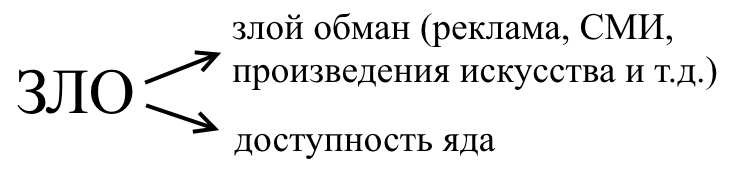 ЗЛО
злой обман (реклама, СМИ,
произведения искусства и т.д.)
доступность яда